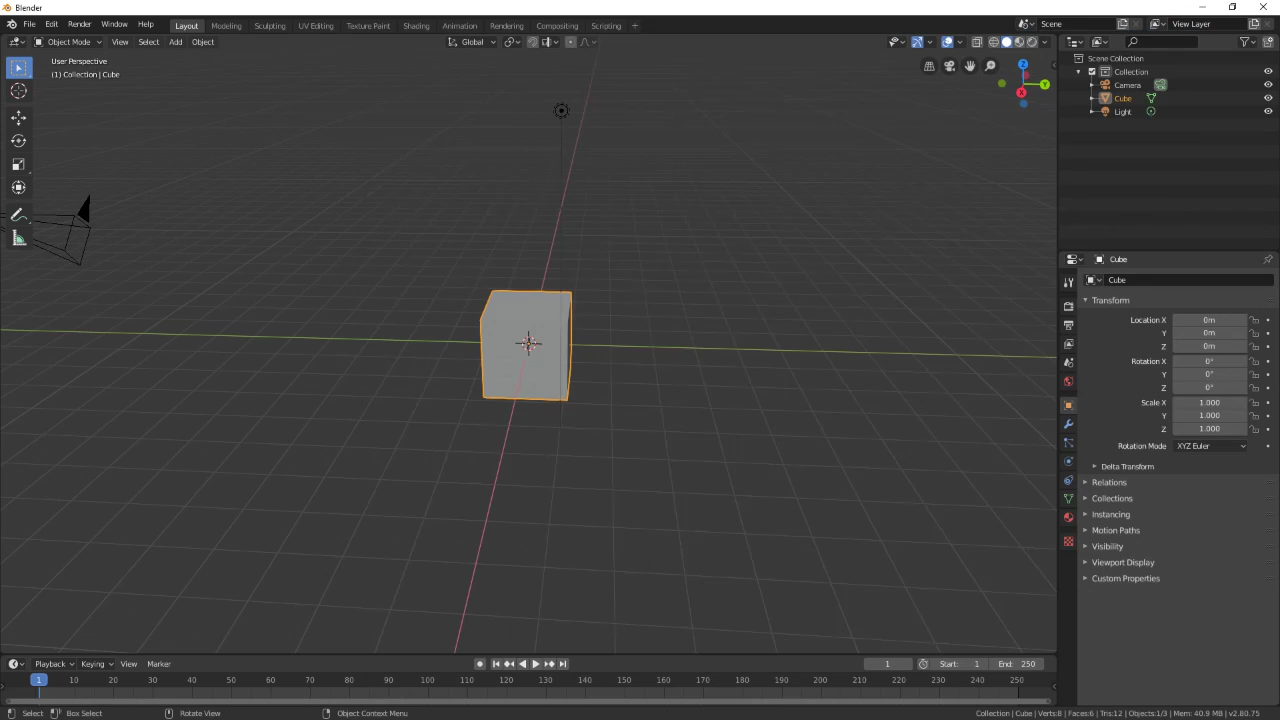 Blender
File Edit Render Window Help
Layout Modeling Sculpting UV Editing Texture Paint Shading Animation Rendering Compositing Scripting +
Scene
View Layer
Object Mode View Select Add Object
Global
User Perspective
(1) Collection | Cube
Z
Y
X
Scene Collection
Collection
Camera
Cube
Light
Cube
Cube
Transform
Location X 0m
Y 0m
Z 0m
Rotation X 0°
Y 0°
Z 0°
Scale X 1.000
Y 1.000
Z 1.000
Rotation Mode XYZ Euler
Delta Transform
Relations
Collections
Instancing
Motion Paths
Visibility
Viewport Display
Custom Properties
Playback Keying View Marker
1 Start: 1 End: 250
1 10 20 30 40 50 60 70 80 90 100 110 120 130 140 150 160 170 180 190 200 210 220 230 240 250
Select Box Select Rotate View Object Context Menu
Collection | Cube | Verts:8 | Faces:6 | Tris:12 | Objects:1/3 | Mem: 40.9 MB | v2.80.75